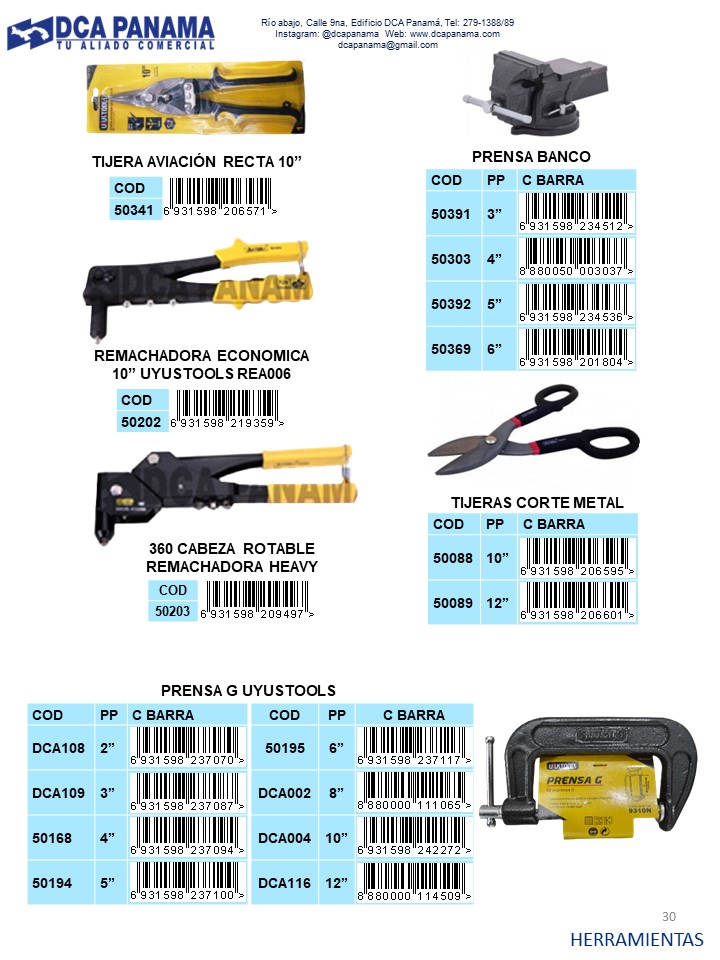 DCA PANAMA
TU ALIADO COMERCIAL
Río abajo, Calle 9na, Edificio DCA Panamá, Tel: 279-1388/89
Instagram: @dcapanama Web: www.dcapanama.com
dcapanama@gmail.com
10"
UYUSTOOLS
TIJERA AVIACIÓN RECTA 10”
COD
50341
6 931598 206571 >
DCA PANAM
REMACHADORA ECONOMICA
10” UYUSTOOLS REA006
COD
50202
6 931598 219359 >
DCA PANAMA
360 CABEZA ROTABLE
REMACHADORA HEAVY
COD
50203
6 931598 209497 >
PRENSA BANCO
COD PP C BARRA
50391 3” 6 931598 234512 >
50303 4” 8 880050 003037 >
50392 5” 6 931598 234536 >
50369 6” 6 931598 201804 >
TIJERAS CORTE METAL
COD PP C BARRA
50088 10” 6 931598 206595 >
50089 12” 6 931598 206601 >
PRENSA G UYUSTOOLS
COD PP C BARRA COD PP C BARRA
DCA108 2” 6 931598 237070 > 50195 6” 6 931598 237117 >
DCA109 3” 6 931598 237087 > DCA002 8” 8 880000 111065 >
50168 4” 6 931598 237094 > DCA004 10” 6 931598 242272 >
50194 5” 6 931598 237100 > DCA116 12” 8 880000 114509 >
UYUSTOOLS
PRENSA G
9310N
30
HERRAMIENTAS